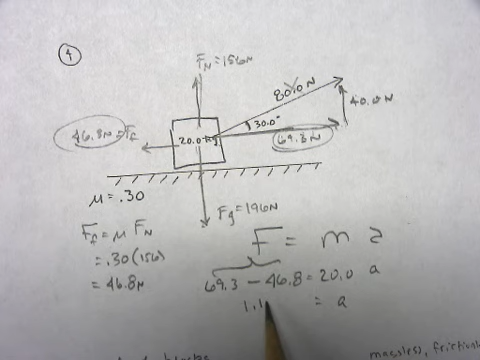 4
FN = 156N
80.0N
40.0N
30.0°
46.8N = Ff
20.0 kg
69.3N
μ = .30
Fg = 196N
Ff = μ FN
= .30(156)
= 46.8N
F = m a
69.3 - 46.8 = 20.0 a
1.1 = a
massless, friction